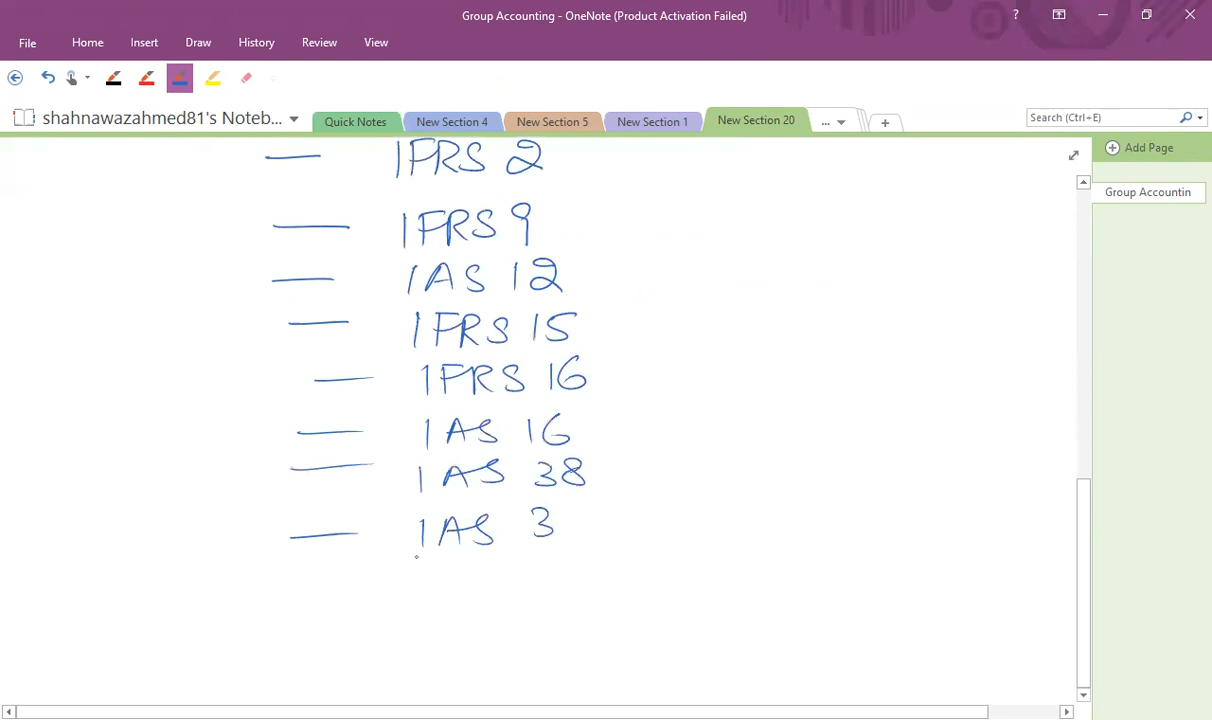 Group Accounting - OneNote (Product Activation Failed)
?
File Home Insert Draw History Review View
shahnawazahmed81's Noteb...
Quick Notes New Section 4 New Section 5 New Section 1 New Section 20 ... +
Search (Ctrl+E)
Add Page
Group Accountin
— IFRS 2
— IFRS 9
— IAS 12
— IFRS 15
— IFRS 16
— IAS 16
— IAS 38
— IAS 3